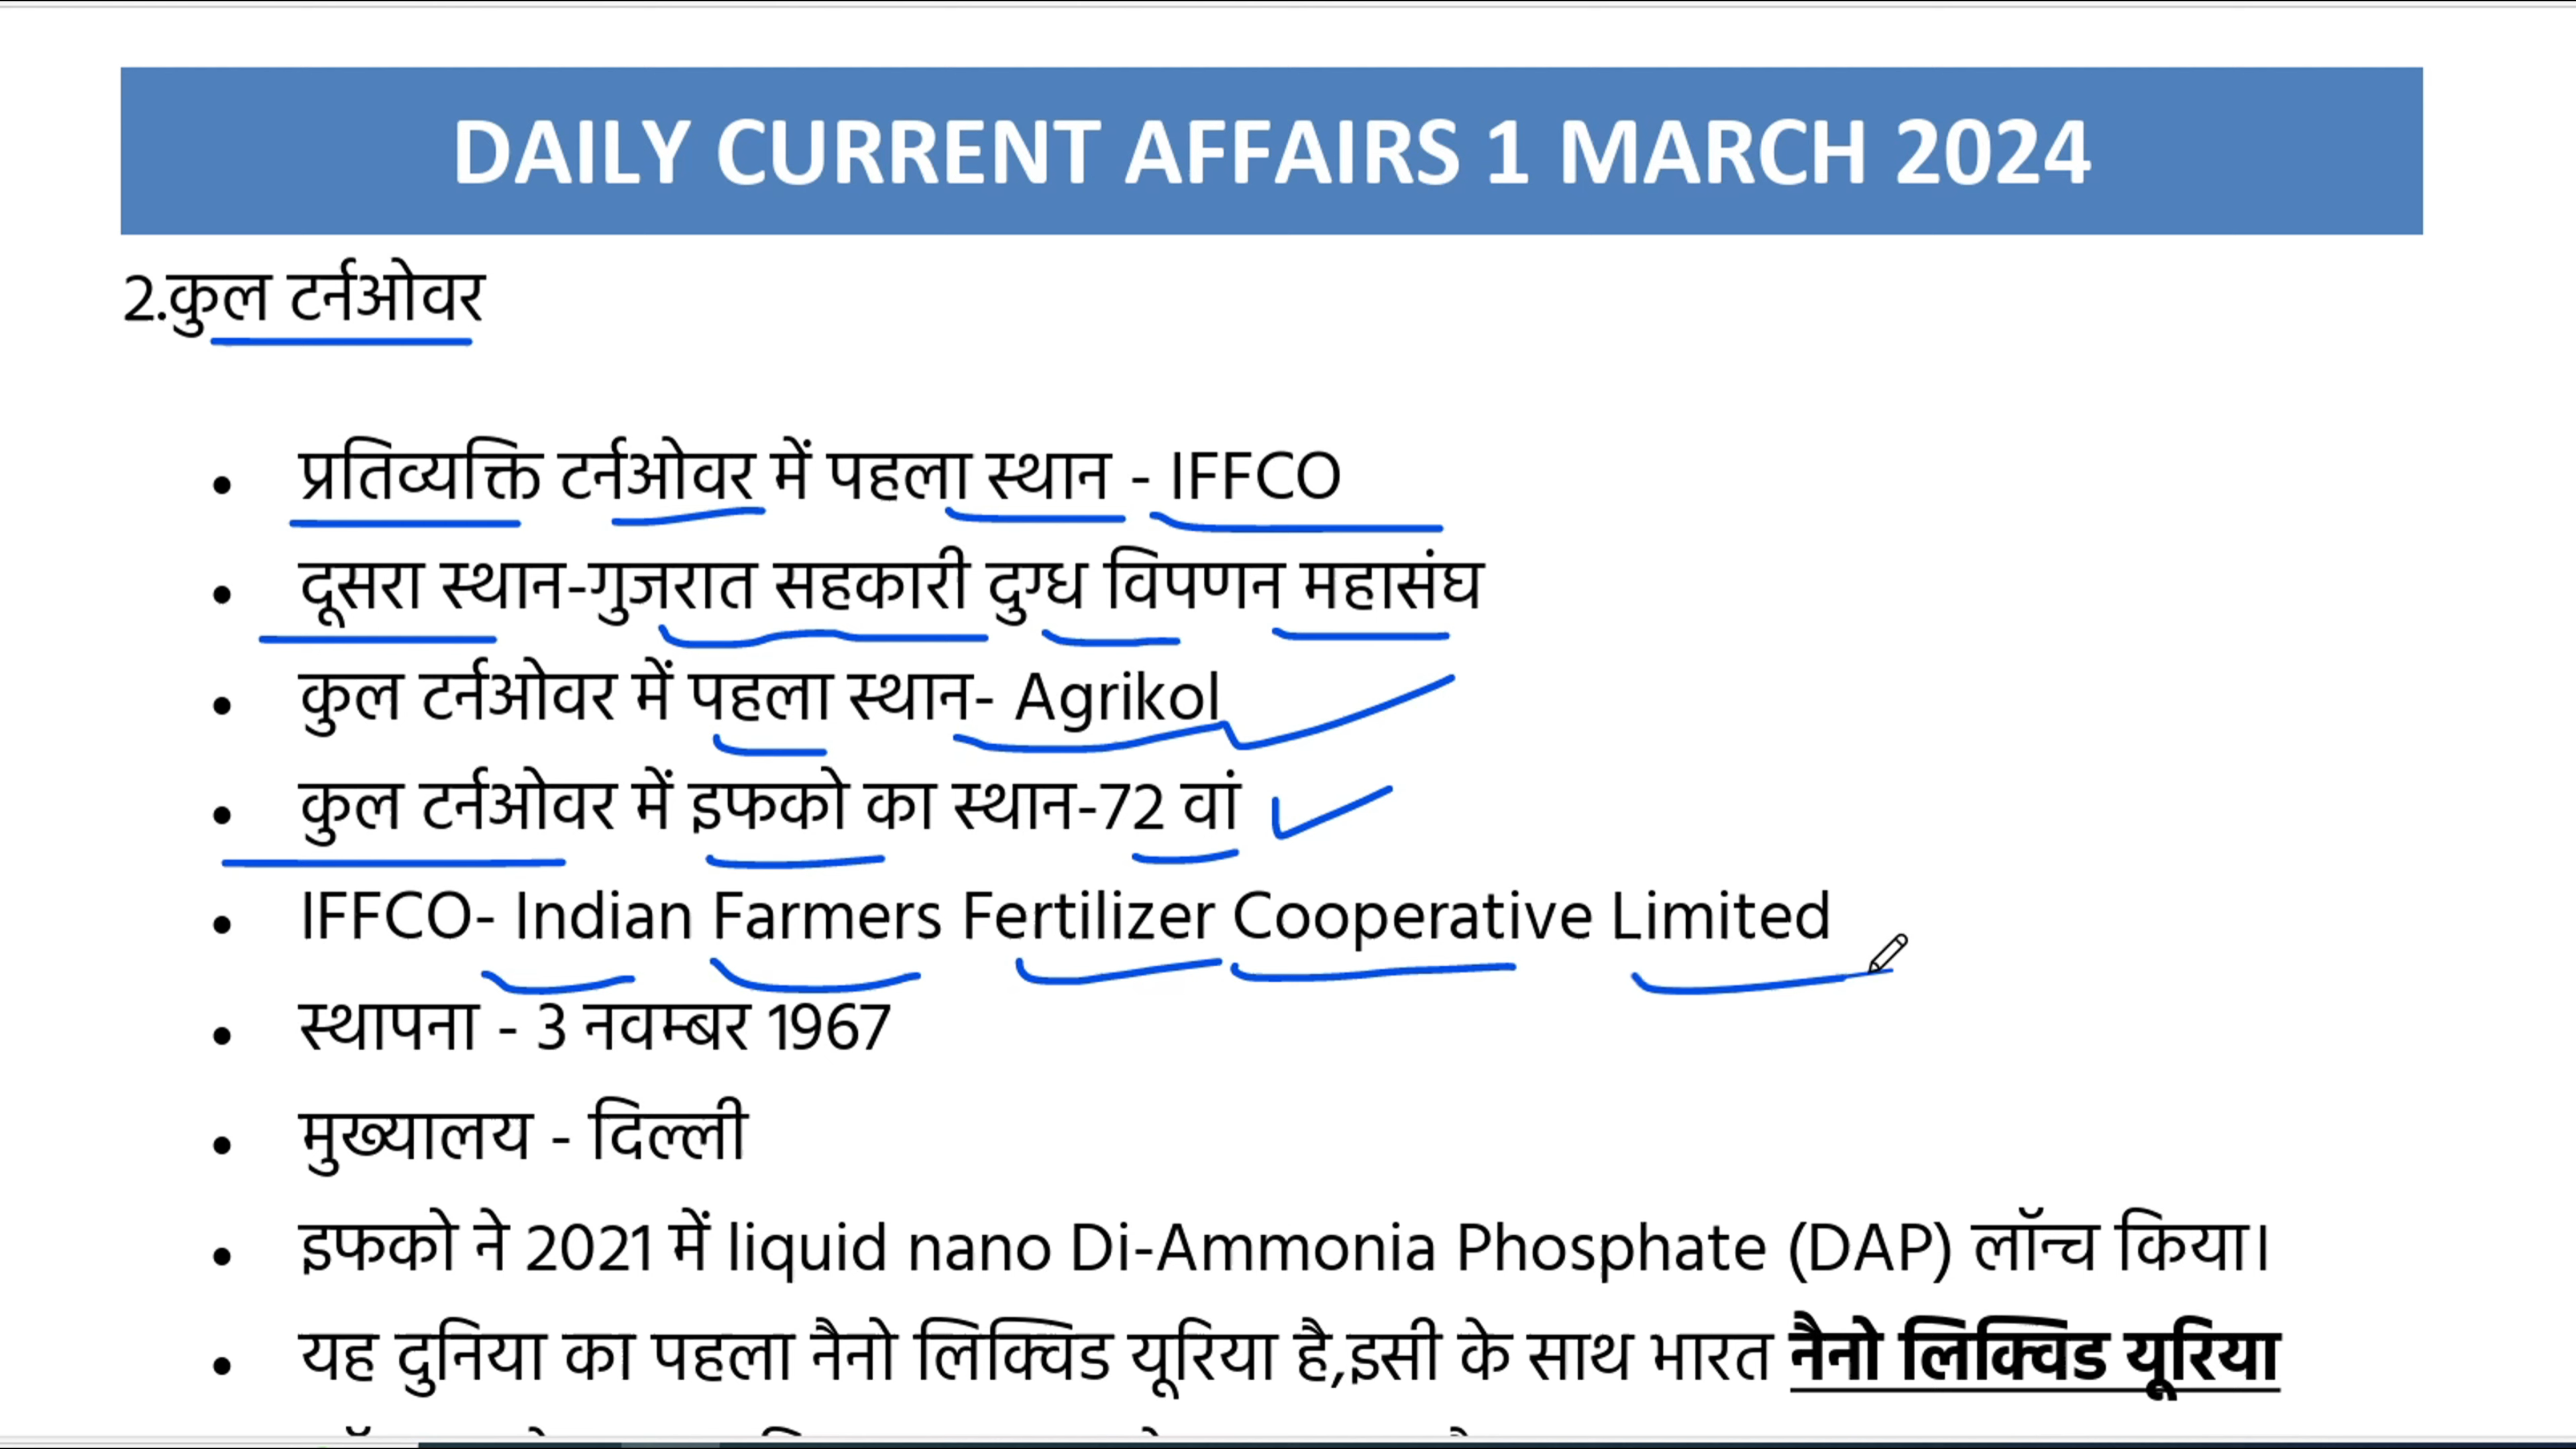 DAILY CURRENT AFFAIRS 1 MARCH 2024
2.कुल टर्नओवर
• प्रतिव्यक्ति टर्नओवर में पहला स्थान - IFFCO
• दूसरा स्थान-गुजरात सहकारी दुग्ध विपणन महासंघ
• कुल टर्नओवर में पहला स्थान- Agrikol
• कुल टर्नओवर में इफको का स्थान-72 वां
• IFFCO- Indian Farmers Fertilizer Cooperative Limited
• स्थापना - 3 नवम्बर 1967
• मुख्यालय - दिल्ली
• इफको ने 2021 में liquid nano Di-Ammonia Phosphate (DAP) लॉन्च किया।
• यह दुनिया का पहला नैनो लिक्विड यूरिया है,इसी के साथ भारत नैनो लिक्विड यूरिया